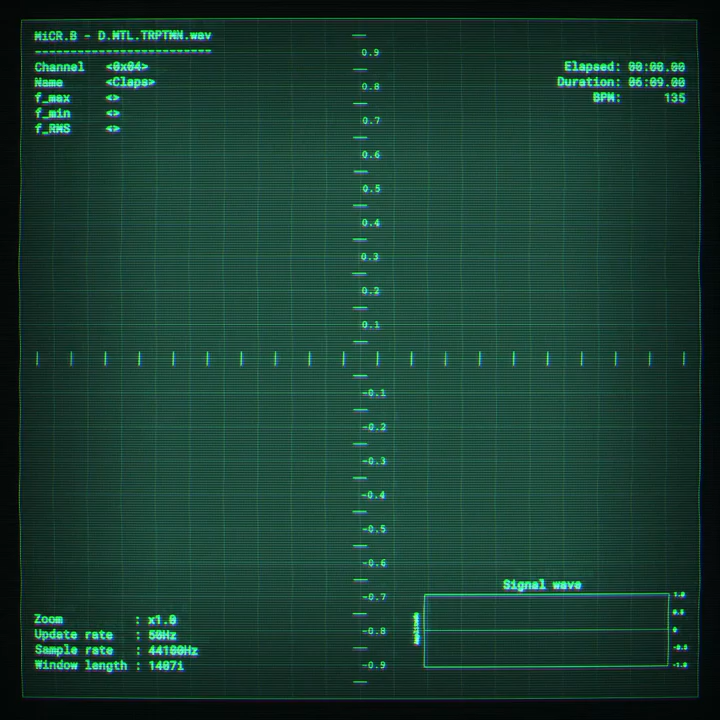 MiCR.B - D.MTL.TRPTMN.wav
--------------------------
Channel <0x04>
Name <Claps>
f_max <>
f_min <>
f_RMS <>
Elapsed: 00:00.00
Duration: 06:09.00
BPM: 135
0.9
0.8
0.7
0.6
0.5
0.4
0.3
0.2
0.1
-0.1
-0.2
-0.3
-0.4
-0.5
-0.6
-0.7
-0.8
-0.9
Zoom : x1.0
Update rate : 50Hz
Sample rate : 44100Hz
Window length : 1407i
Signal wave
Amplitude
1.0
0.5
0
-0.5
-1.0